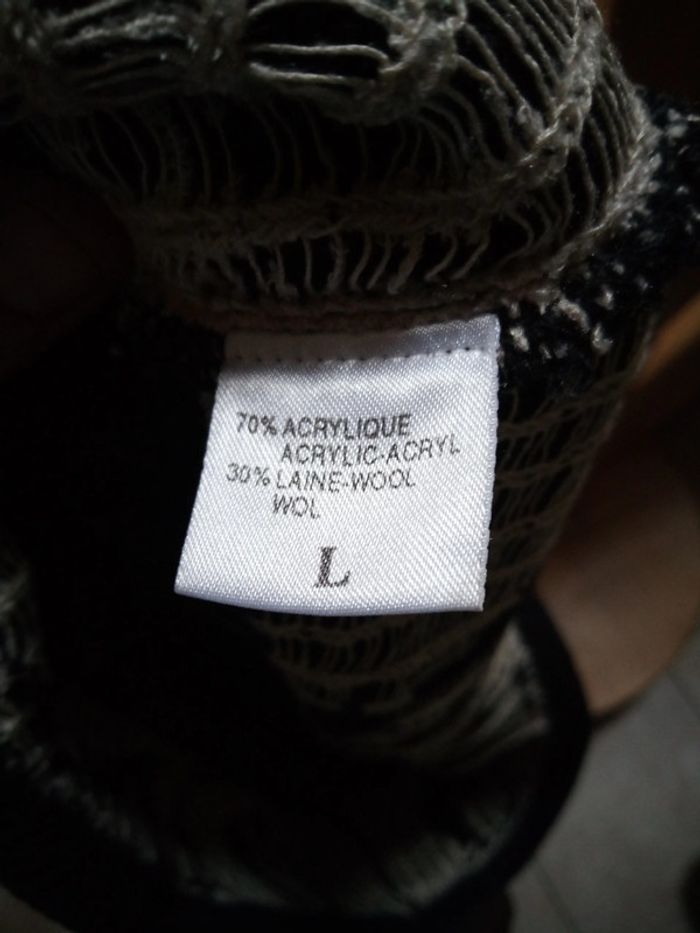 70% ACRYLIQUE
ACRYLIC-ACRYL
30% LAINE-WOOL
WOL
L